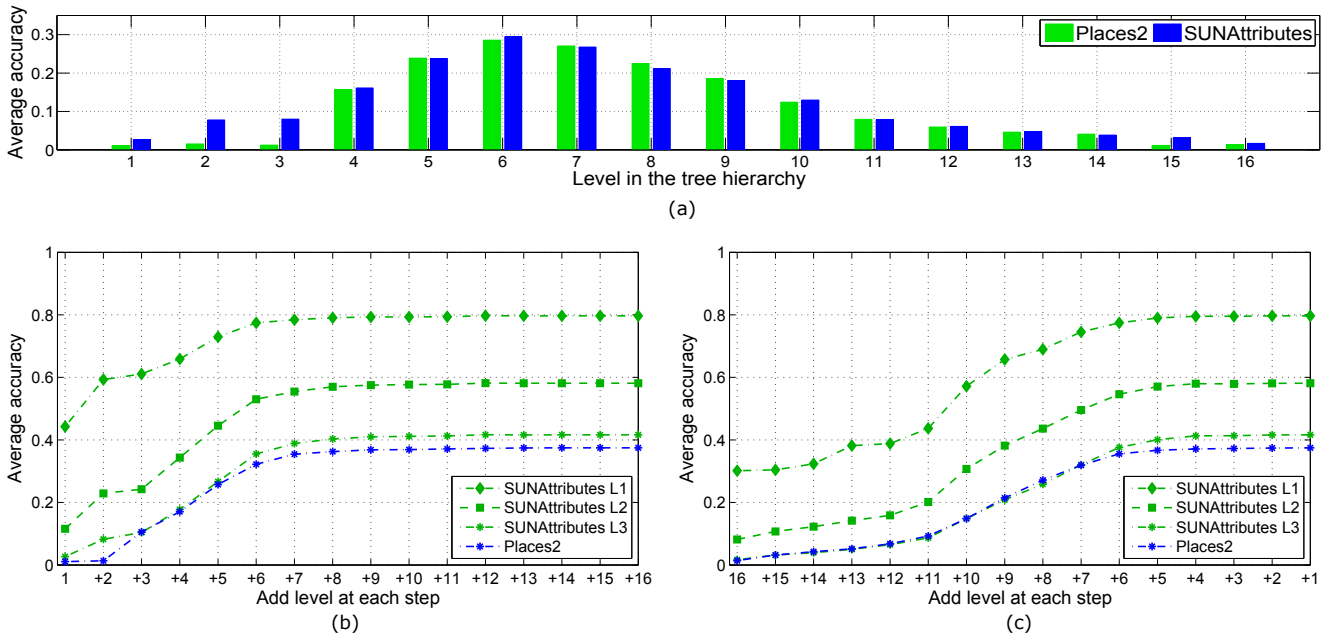 Average accuracy
0.3
0.2
0.1
0
Places2 SUNAttributes
1 2 3 4 5 6 7 8 9 10 11 12 13 14 15 16
Level in the tree hierarchy
(a)
Average accuracy
1
0.8
0.6
0.4
0.2
0
SUNAttributes L1
SUNAttributes L2
SUNAttributes L3
Places2
1 +2 +3 +4 +5 +6 +7 +8 +9 +10 +11 +12 +13 +14 +15 +16
Add level at each step
(b)
Average accuracy
1
0.8
0.6
0.4
0.2
0
SUNAttributes L1
SUNAttributes L2
SUNAttributes L3
Places2
16 +15 +14 +13 +12 +11 +10 +9 +8 +7 +6 +5 +4 +3 +2 +1
Add level at each step
(c)